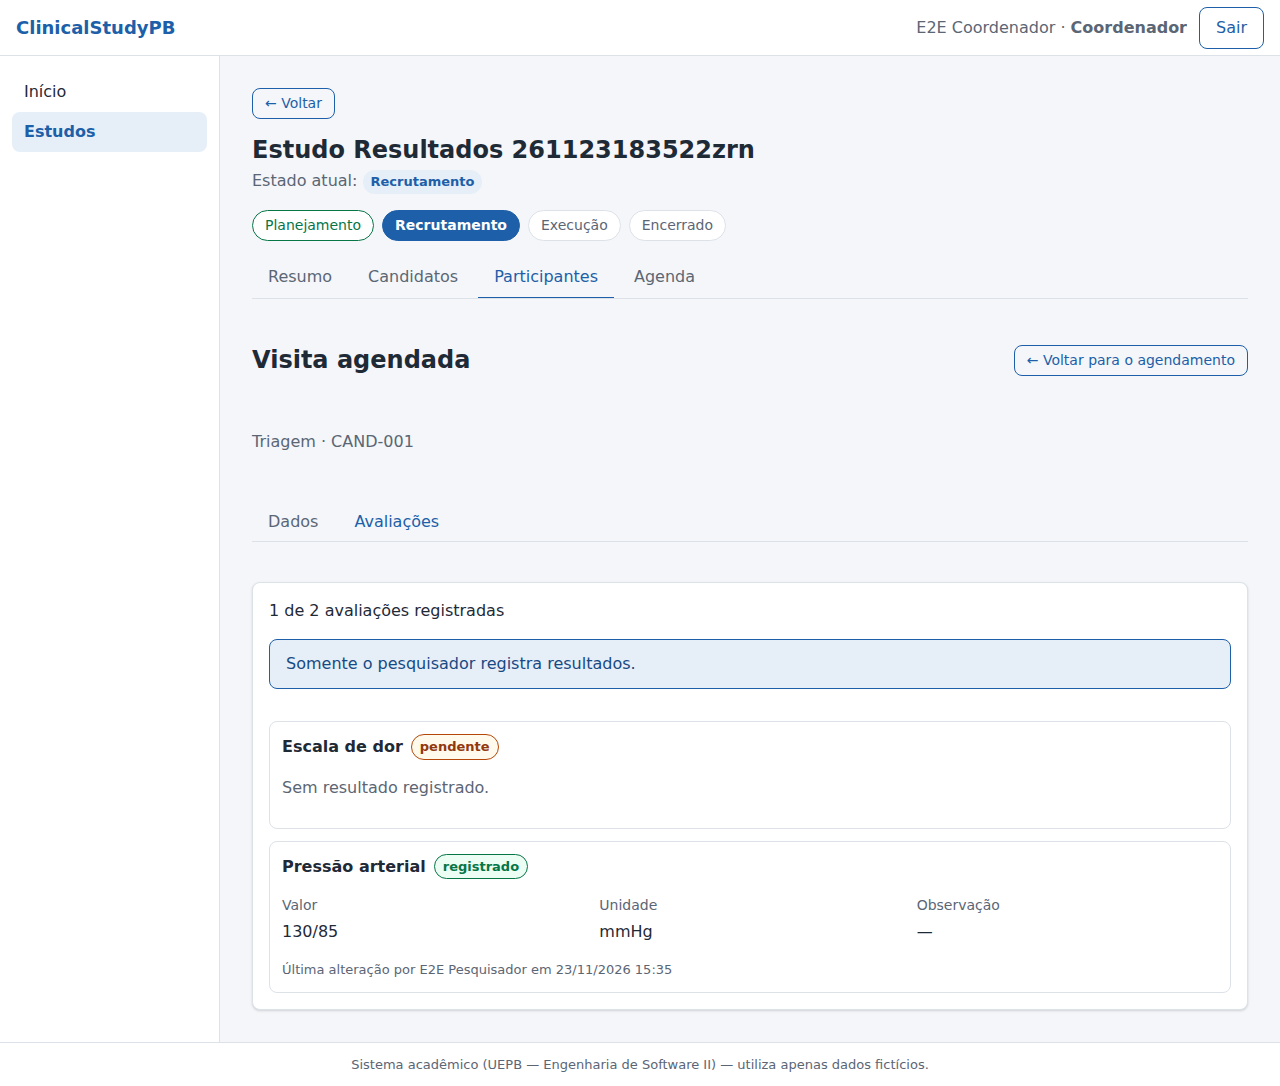 ClinicalStudyPB
E2E Coordenador · Coordenador
Sair
Início
Estudos
← Voltar
Estudo Resultados 261123183522zrn
Estado atual: Recrutamento
Planejamento Recrutamento Execução Encerrado
Resumo Candidatos Participantes Agenda
Visita agendada
← Voltar para o agendamento
Triagem · CAND-001
Dados Avaliações
1 de 2 avaliações registradas
Somente o pesquisador registra resultados.
Escala de dor pendente
Sem resultado registrado.
Pressão arterial registrado
Valor Unidade Observação
130/85 mmHg —
Última alteração por E2E Pesquisador em 23/11/2026 15:35
Sistema acadêmico (UEPB — Engenharia de Software II) — utiliza apenas dados fictícios.